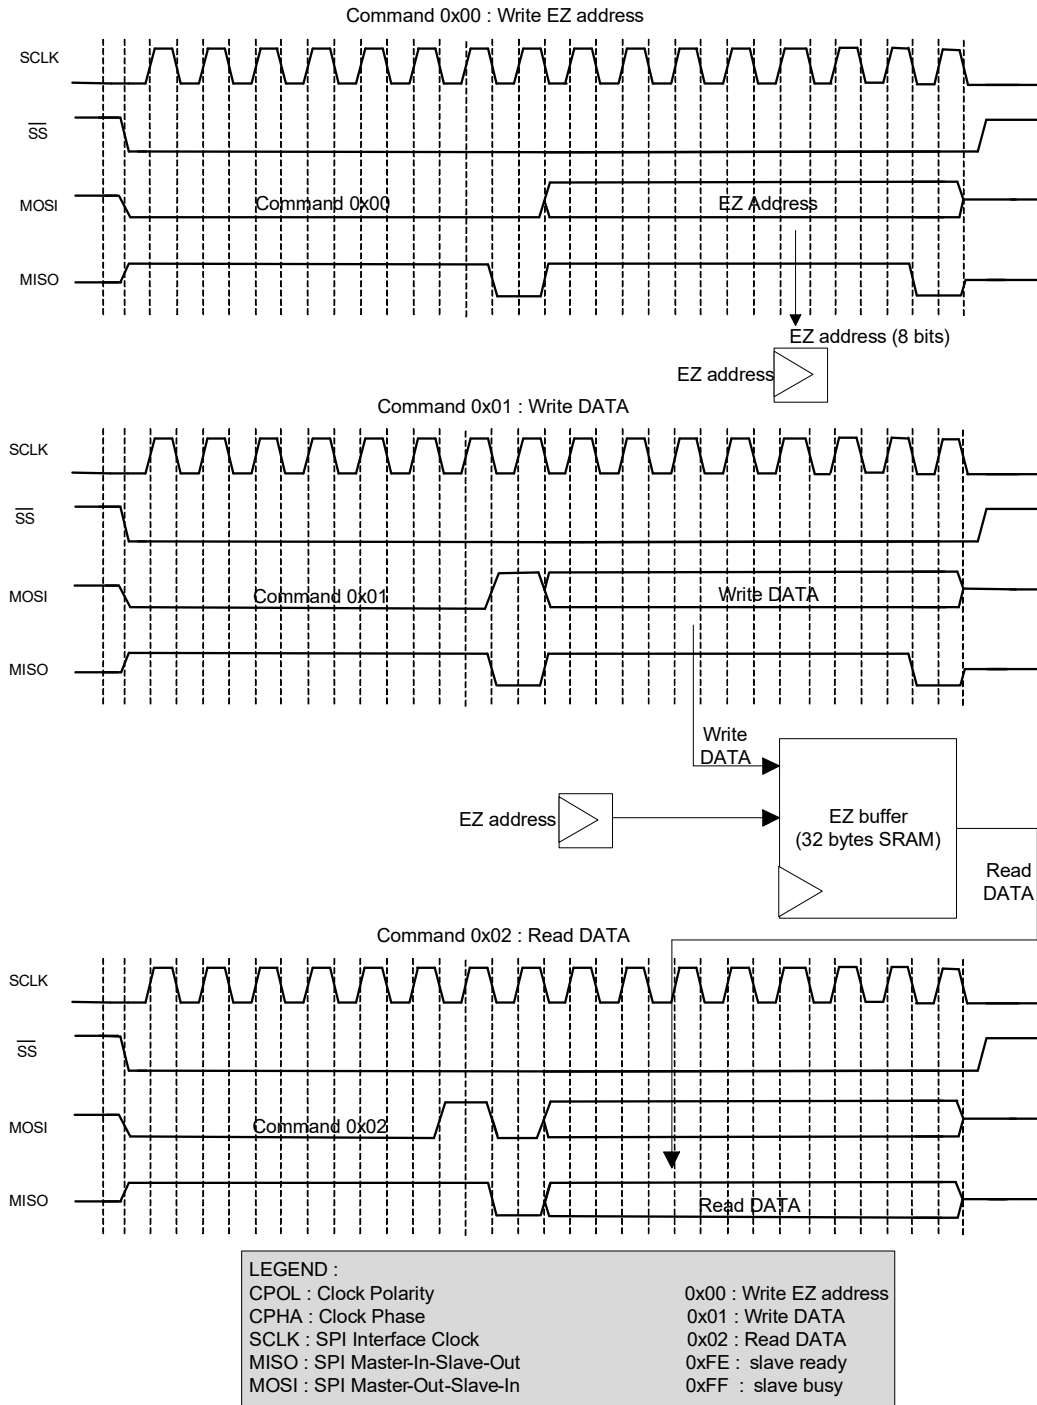 Command 0x00 : Write EZ address
SCLK
SS
MOSI
Command 0x00
EZ Address
MISO
EZ address (8 bits)
EZ address
Command 0x01 : Write DATA
SCLK
SS
MOSI
Command 0x01
Write DATA
MISO
Write
DATA
EZ address
EZ buffer
(32 bytes SRAM)
Read
DATA
Command 0x02 : Read DATA
SCLK
SS
MOSI
Command 0x02
MISO
Read DATA
LEGEND :
CPOL : Clock Polarity 0x00 : Write EZ address
CPHA : Clock Phase 0x01 : Write DATA
SCLK : SPI Interface Clock 0x02 : Read DATA
MISO : SPI Master-In-Slave-Out 0xFE : slave ready
MOSI : SPI Master-Out-Slave-In 0xFF : slave busy